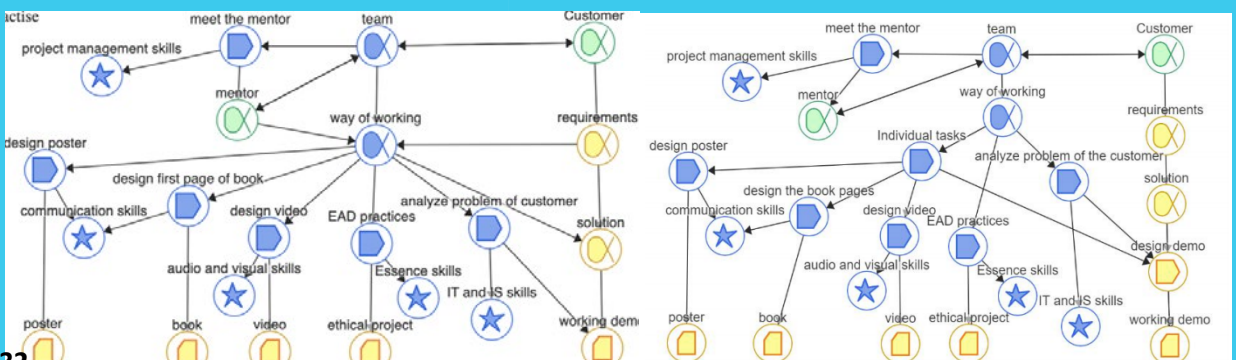 actise
meet the mentor
team
Customer
project management skills
mentor
way of working
requirements
design poster
design first page of book
communication skills
design video
EAD practices
analyze problem of customer
solution
audio and visual skills
Essence skills
IT and IS skills
poster
book
video
ethical project
working dem
22
meet the mentor
team
Customer
project management skills
mentor
way of working
requirements
Individual tasks
design poster
analyze problem of the customer
design the book pages
solution
communication skills
design video
EAD practices
design demo
audio and visual skills
Essence skills
IT and IS skills
poster
book
video
ethical project
working demo